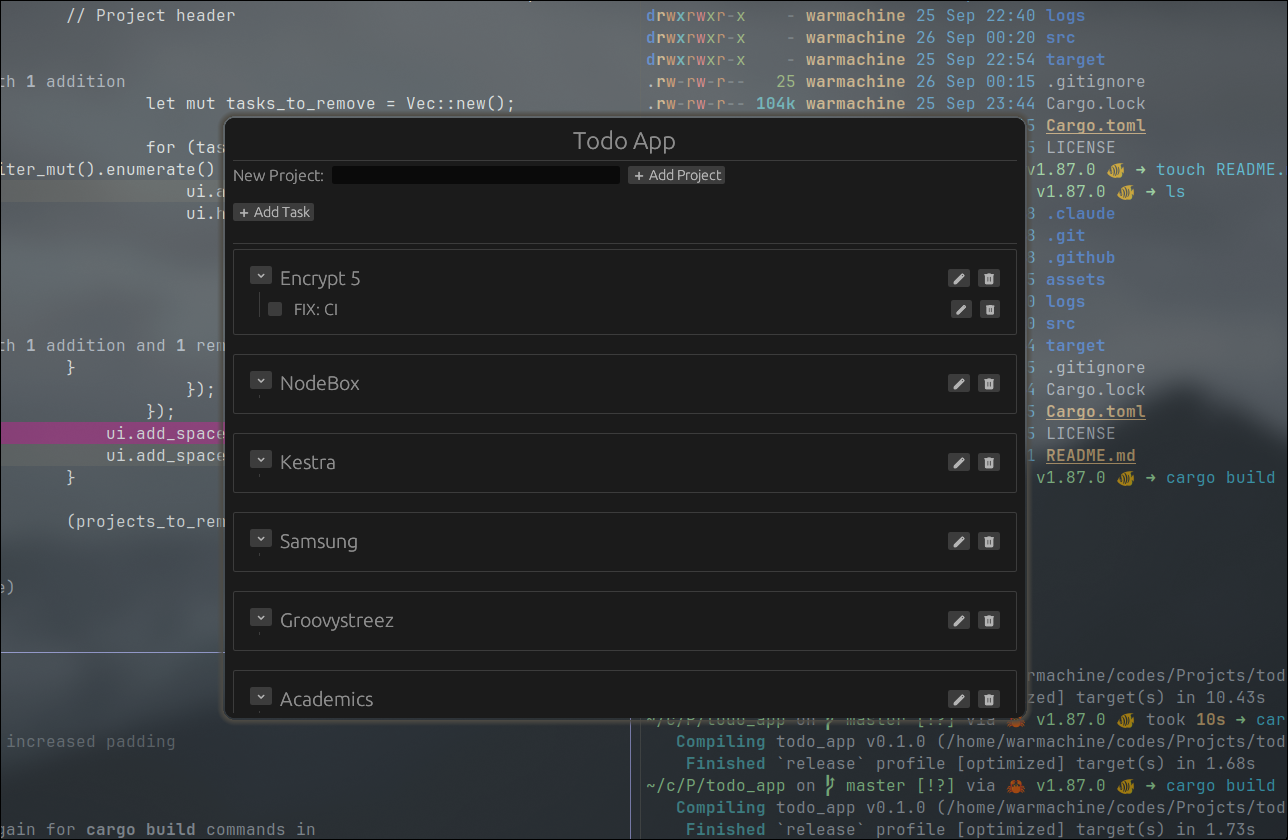 // Project header
th 1 addition
let mut tasks_to_remove = Vec::new();
for (tas
iter_mut().enumerate()
ui.a
ui.h
th 1 addition and 1 rem
}
});
});
ui.add_space
ui.add_space
}
(projects_to_rem
e)
increased padding
gain for cargo build commands in
drwxrwxr-x - warmachine 25 Sep 22:40 logs
drwxrwxr-x - warmachine 26 Sep 00:20 src
drwxrwxr-x - warmachine 25 Sep 22:54 target
.rw-rw-r-- 25 warmachine 26 Sep 00:15 .gitignore
.rw-rw-r-- 104k warmachine 25 Sep 23:44 Cargo.lock
5 Cargo.toml
5 LICENSE
v1.87.0 🐠 → touch README.
v1.87.0 🐠 → ls
3 .claude
3 .git
3 .github
5 assets
0 logs
0 src
4 target
5 .gitignore
4 Cargo.lock
5 Cargo.toml
5 LICENSE
1 README.md
v1.87.0 🐠 → cargo build
Todo App
New Project:
+ Add Project
+ Add Task
Encrypt 5
FIX: CI
NodeBox
Kestra
Samsung
Groovystreez
Academics
rmachine/codes/Projcts/tod
zed] target(s) in 10.43s
~/c/P/todo_app on master [!?] via 🦀 v1.87.0 🐠 took 10s → car
Compiling todo_app v0.1.0 (/home/warmachine/codes/Projcts/tod
Finished `release` profile [optimized] target(s) in 1.68s
~/c/P/todo_app on master [!?] via 🦀 v1.87.0 🐠 → cargo build
Compiling todo_app v0.1.0 (/home/warmachine/codes/Projcts/tod
Finished `release` profile [optimized] target(s) in 1.73s